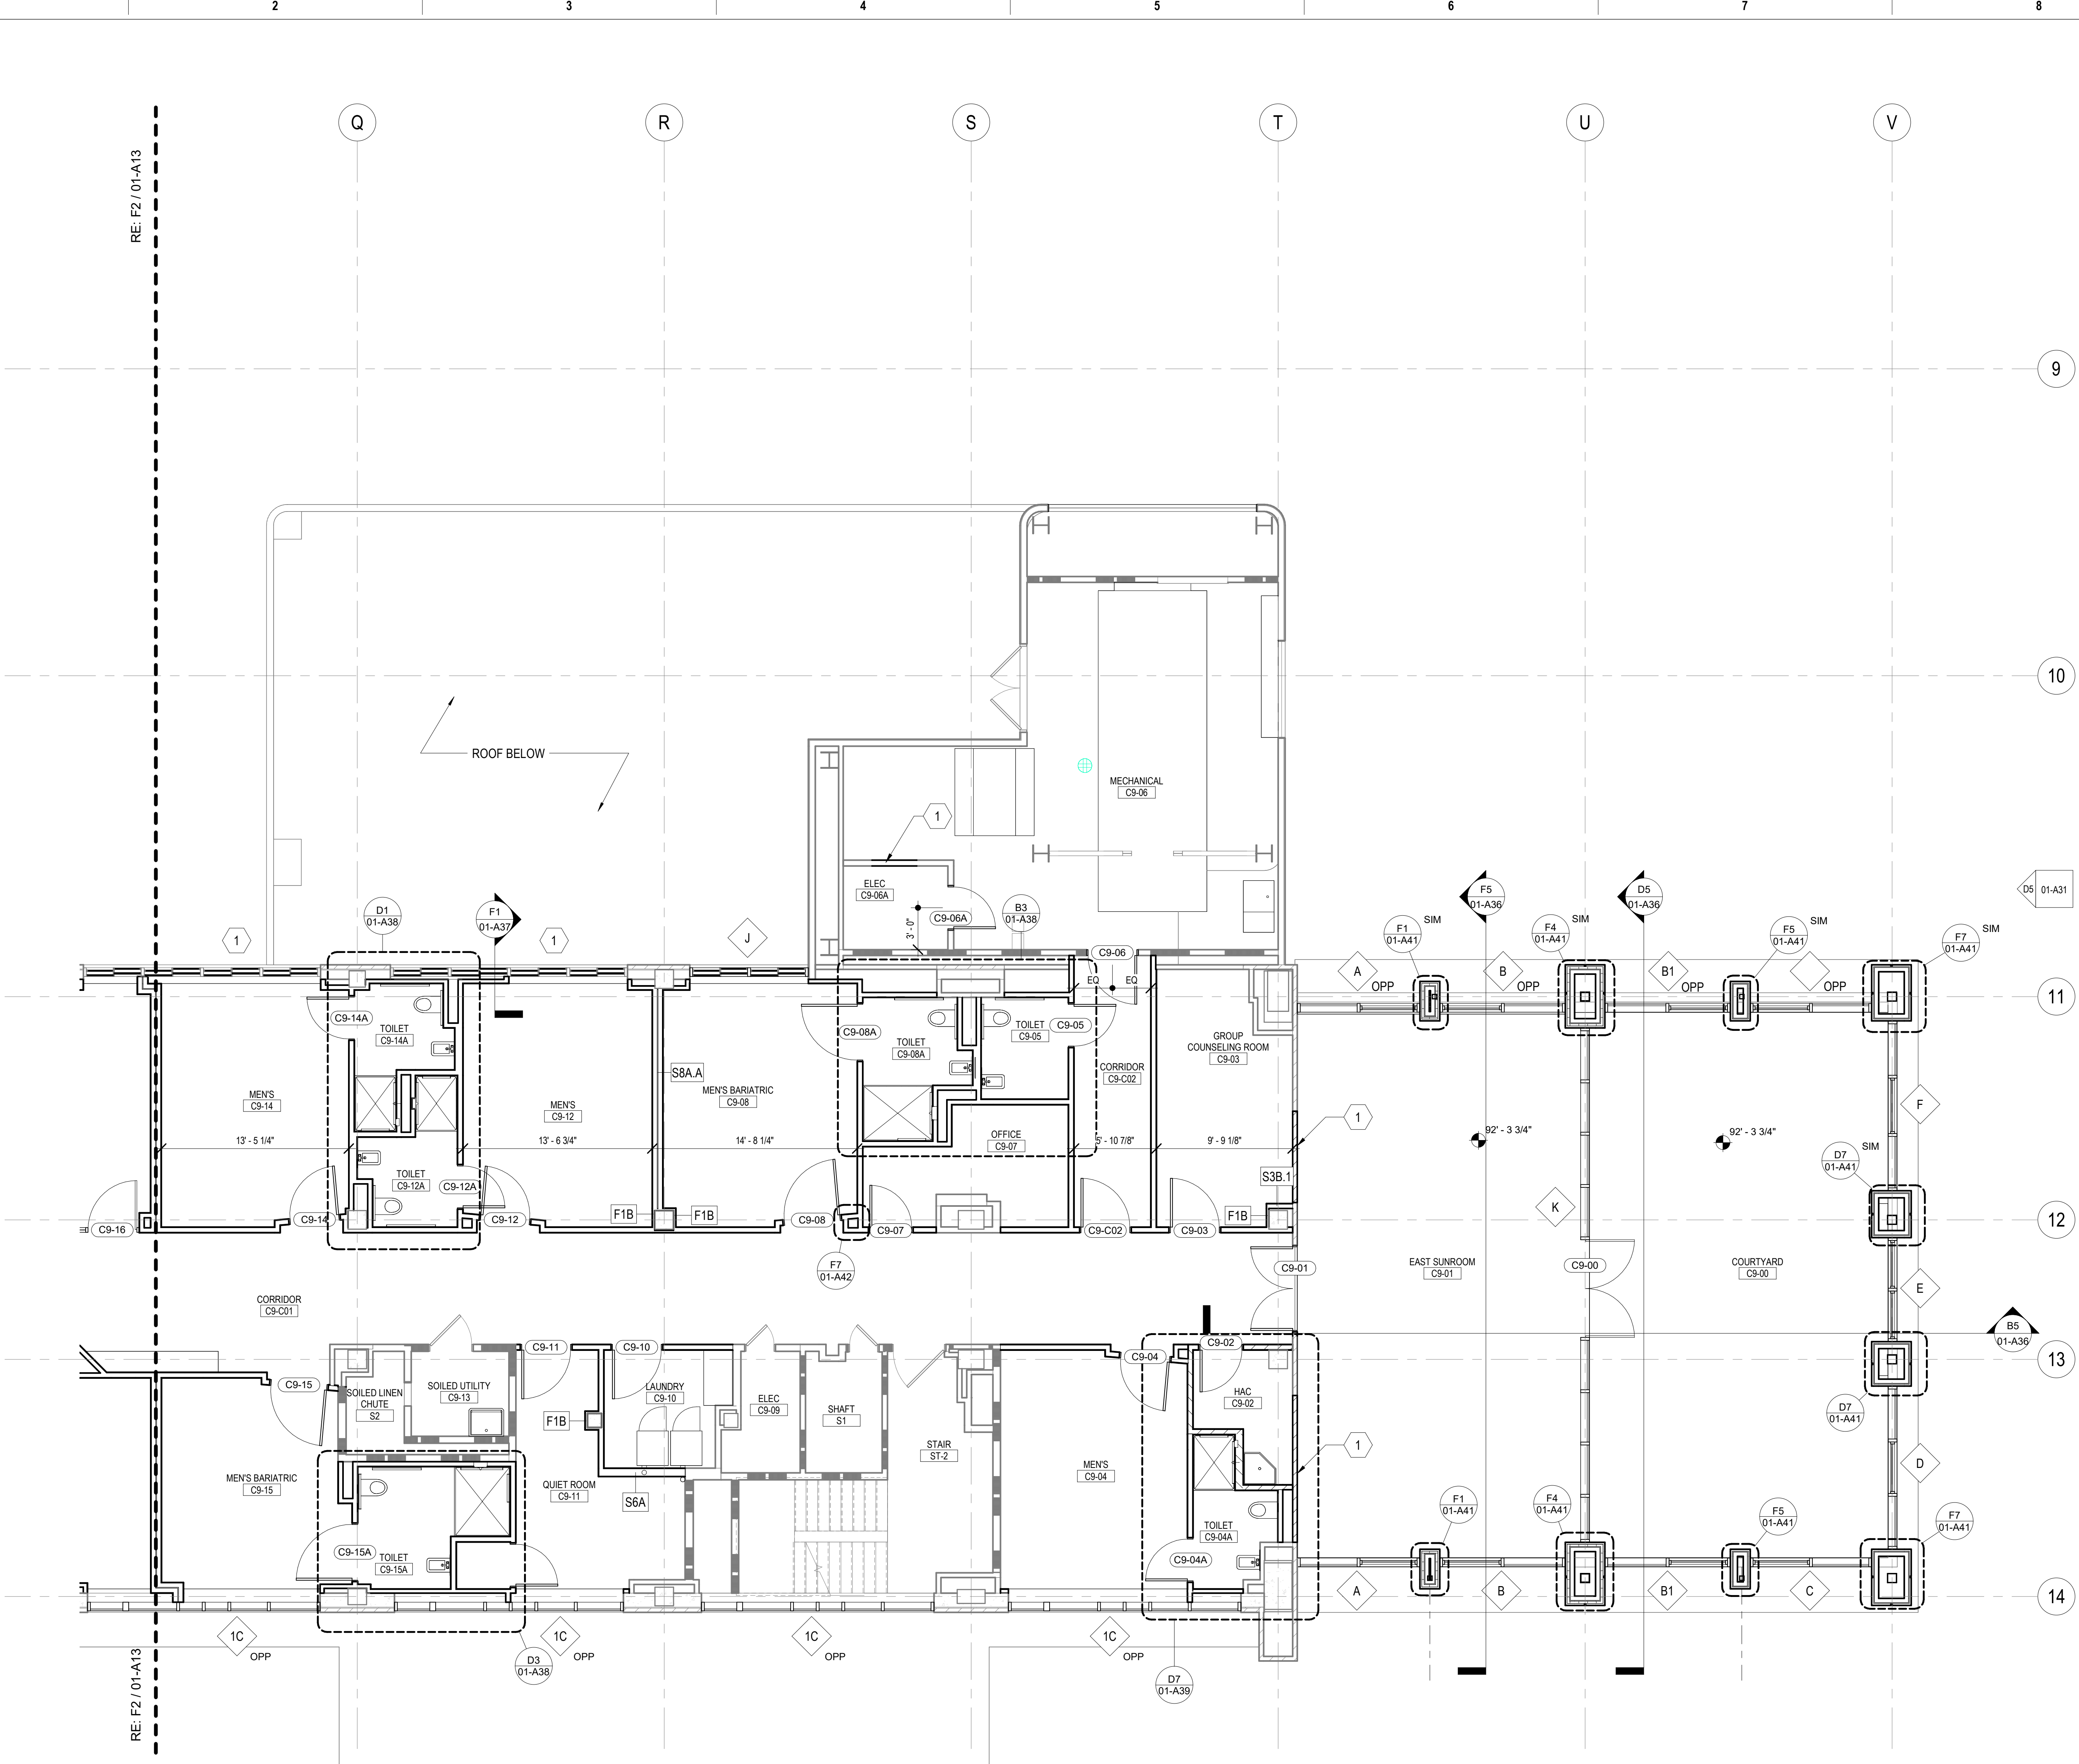 2 3 4 5 6 7 8
Q R S T U V
RE: F2 / 01-A13
9
10
ROOF BELOW
MECHANICAL
C9-06
1
ELEC
C9-06A
C9-06A
3' - 0"
D1
01-A38
F1
01-A37
B3
01-A38
1
1
J
C9-06
F5
01-A36
D5
01-A36
D5 01-A31
F1
01-A41
SIM
F4
01-A41
SIM
F5
01-A41
SIM
F7
01-A41
SIM
A
OPP
B
OPP
B1
OPP
OPP
11
EQ EQ
C9-14A
TOILET
C9-14A
C9-08A
TOILET
C9-08A
TOILET
C9-05
C9-05
GROUP
COUNSELING ROOM
C9-03
CORRIDOR
C9-C02
S8A.A
MEN'S
C9-14
MEN'S
C9-12
MEN'S BARIATRIC
C9-08
OFFICE
C9-07
1
F
13' - 5 1/4"
13' - 6 3/4"
14' - 8 1/4"
5' - 10 7/8"
9' - 9 1/8"
92' - 3 3/4"
92' - 3 3/4"
D7
01-A41
SIM
TOILET
C9-12A
C9-12A
S3B.1
K
F1B
F1B
F1B
C9-16
C9-14
C9-12
C9-08
C9-07
C9-C02
C9-03
12
F7
01-A42
C9-01
EAST SUNROOM
C9-01
C9-00
COURTYARD
C9-00
E
CORRIDOR
C9-C01
B5
01-A36
C9-11
C9-10
C9-04
C9-02
13
C9-15
SOILED LINEN
CHUTE
S2
SOILED UTILITY
C9-13
LAUNDRY
C9-10
ELEC
C9-09
SHAFT
S1
HAC
C9-02
F1B
D7
01-A41
STAIR
ST-2
1
MEN'S BARIATRIC
C9-15
QUIET ROOM
C9-11
MEN'S
C9-04
D
S6A
F1
01-A41
F4
01-A41
F5
01-A41
F7
01-A41
TOILET
C9-04A
C9-04A
C9-15A
TOILET
C9-15A
A
B
B1
C
14
1C
OPP
1C
1C
OPP
1C
OPP
D3
01-A38
D7
01-A39
RE: F2 / 01-A13